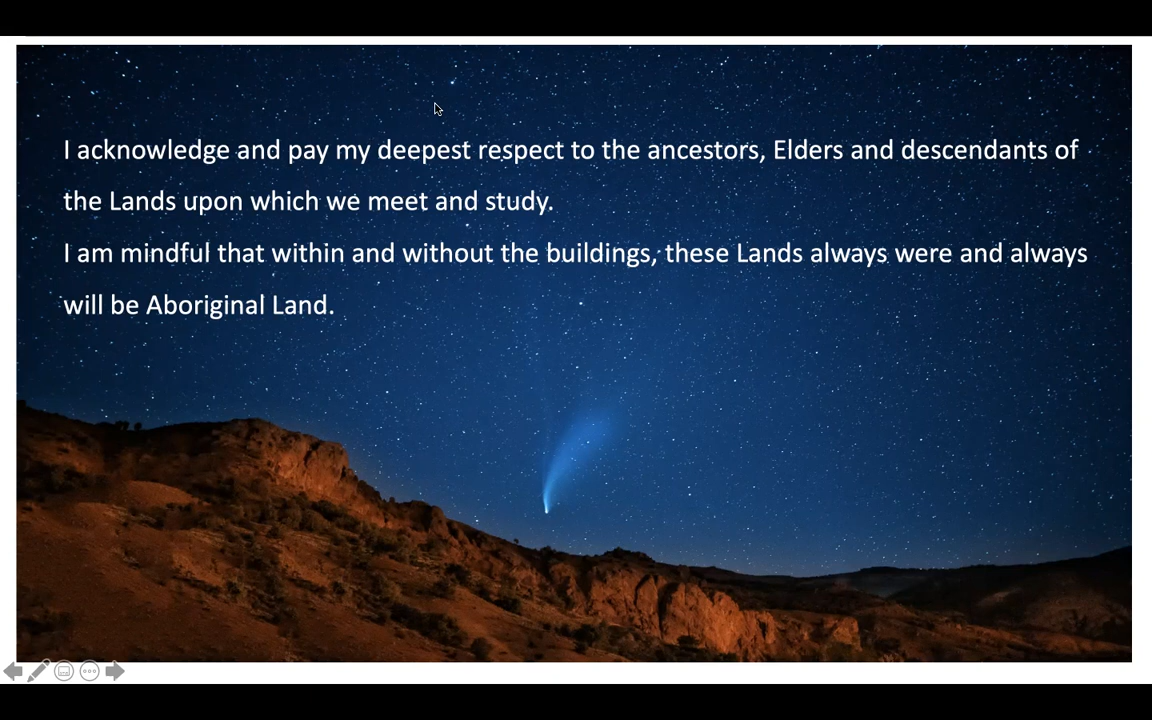 I acknowledge and pay my deepest respect to the ancestors, Elders and descendants of
the Lands upon which we meet and study.
I am mindful that within and without the buildings, these Lands always were and always
will be Aboriginal Land.